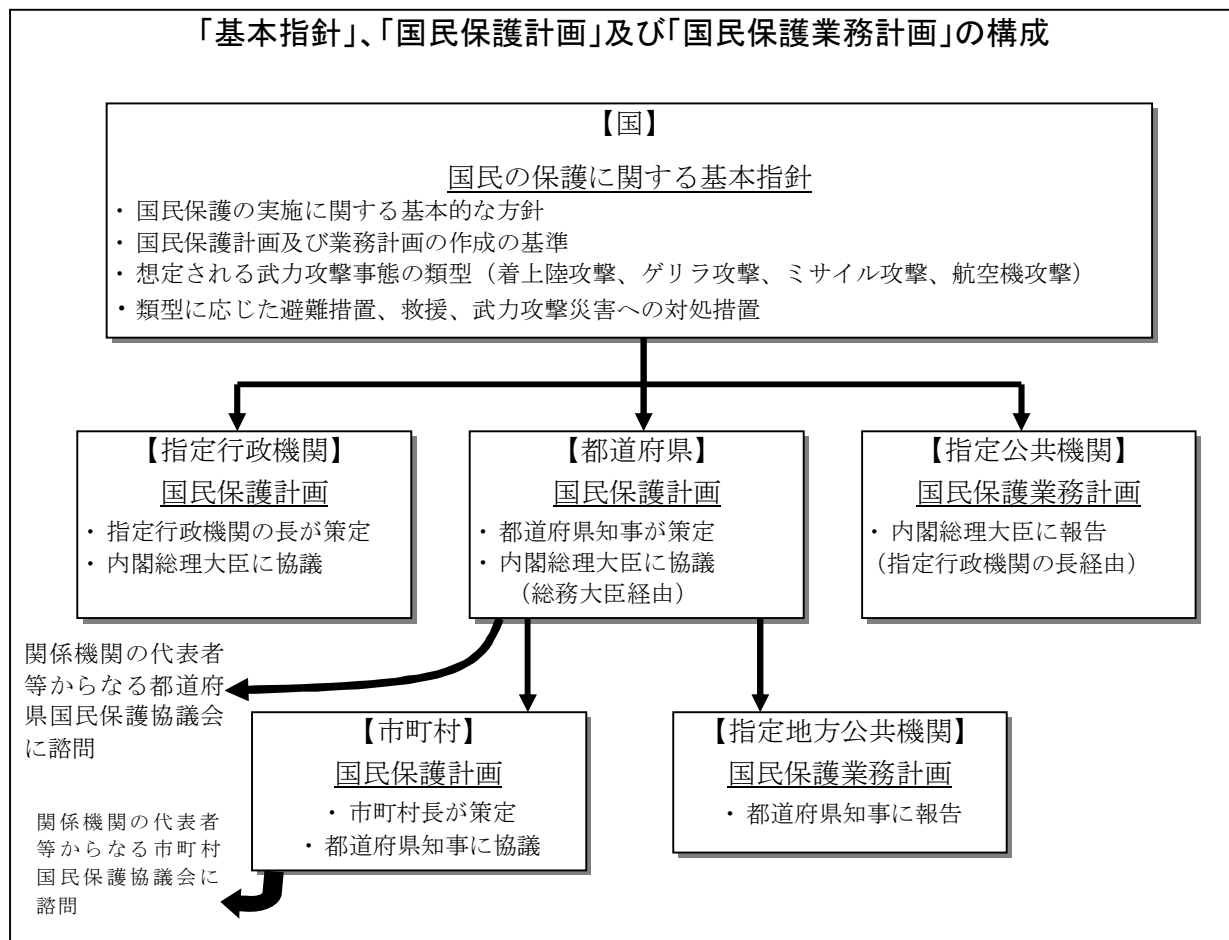 「基本指針」、「国民保護計画」及び「国民保護業務計画」の構成
【国】
国民の保護に関する基本指針
・国民保護の実施に関する基本的な方針
・国民保護計画及び業務計画の作成の基準
・想定される武力攻撃事態の類型（着上陸攻撃、ゲリラ攻撃、ミサイル攻撃、航空機攻撃）
・類型に応じた避難措置、救援、武力攻撃災害への対処措置
【指定行政機関】
国民保護計画
・指定行政機関の長が策定
・内閣総理大臣に協議
【都道府県】
国民保護計画
・都道府県知事が策定
・内閣総理大臣に協議
（総務大臣経由）
【指定公共機関】
国民保護業務計画
・内閣総理大臣に報告
（指定行政機関の長経由）
関係機関の代表者
等からなる都道府
県国民保護協議会
に諮問
【市町村】
国民保護計画
・市町村長が策定
・都道府県知事に協議
【指定地方公共機関】
国民保護業務計画
・都道府県知事に報告
関係機関の代表者
等からなる市町村
国民保護協議会に
諮問